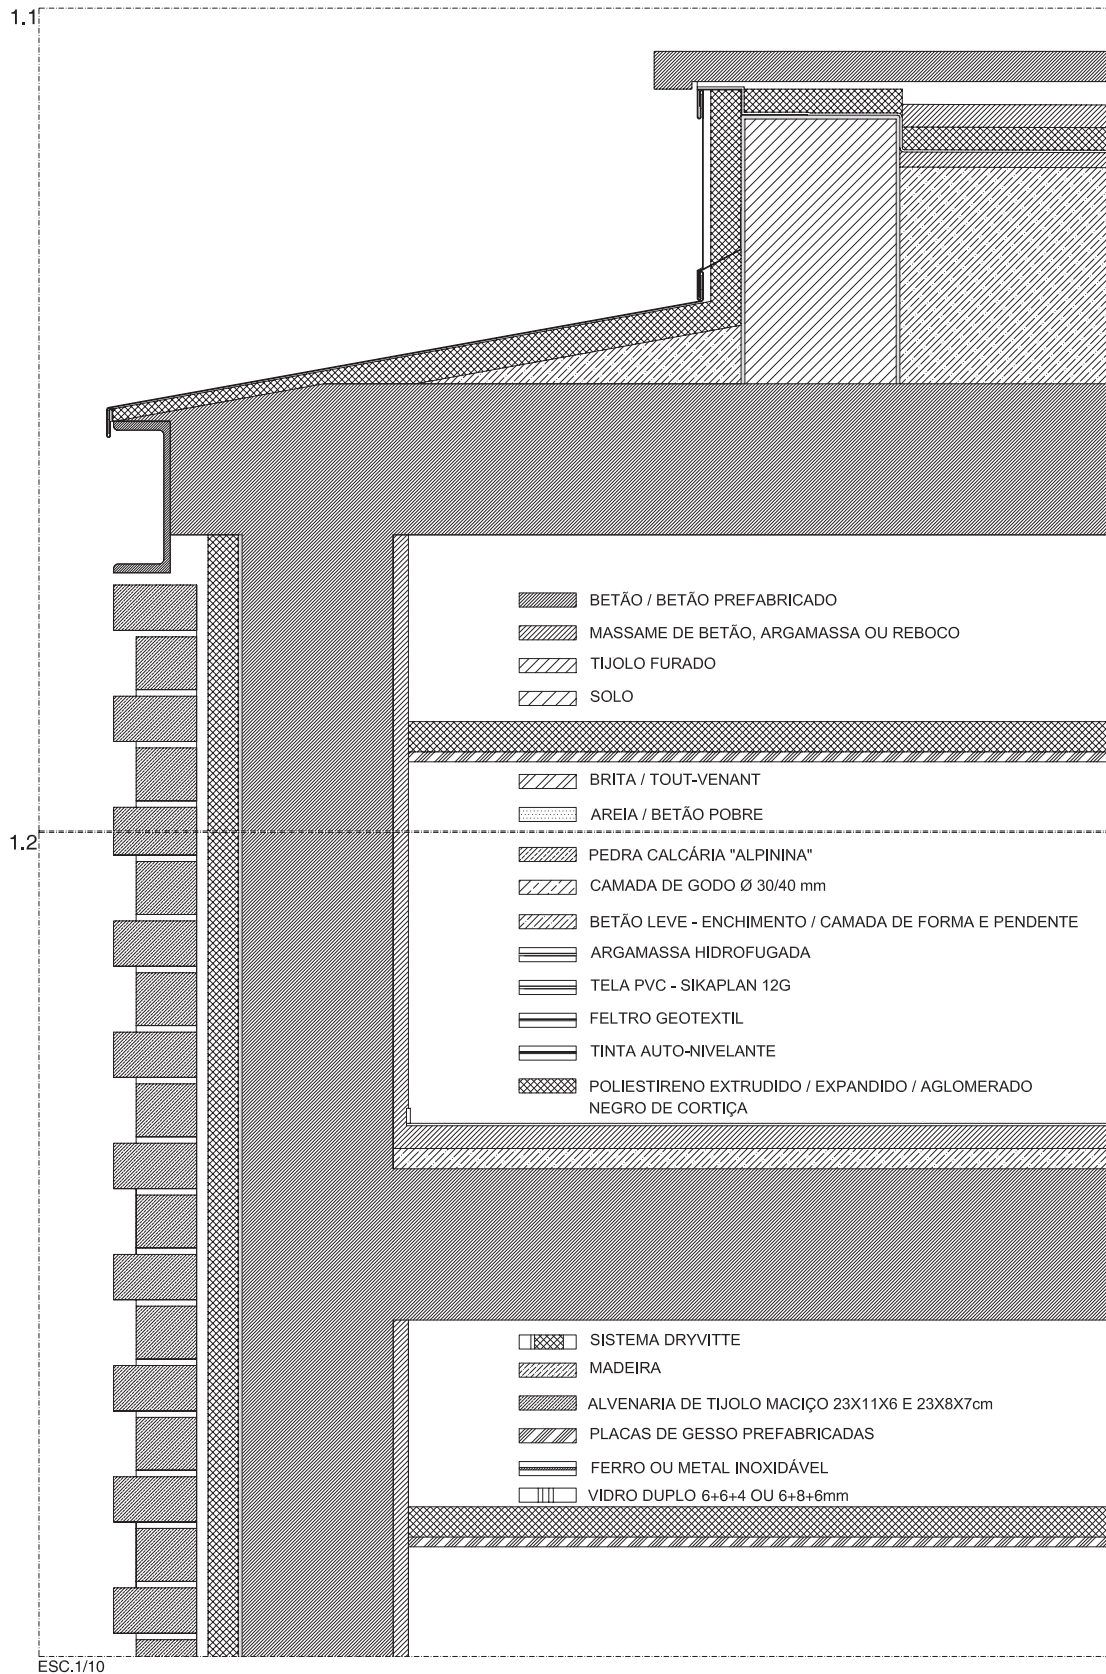 1.1
BETÃO / BETÃO PREFABRICADO
MASSAME DE BETÃO, ARGAMASSA OU REBOCO
TIJOLO FURADO
SOLO
BRITA / TOUT-VENANT
AREIA / BETÃO POBRE
1.2
PEDRA CALCÁRIA "ALPININA"
CAMADA DE GODO Ø 30/40 mm
BETÃO LEVE - ENCHIMENTO / CAMADA DE FORMA E PENDENTE
ARGAMASSA HIDROFUGADA
TELA PVC - SIKAPLAN 12G
FELTRO GEOTEXTIL
TINTA AUTO-NIVELANTE
POLIESTIRENO EXTRUDIDO / EXPANDIDO / AGLOMERADO
NEGRO DE CORTIÇA
SISTEMA DRYVITTE
MADEIRA
ALVENARIA DE TIJOLO MACIÇO 23X11X6 E 23X8X7cm
PLACAS DE GESSO PREFABRICADAS
FERRO OU METAL INOXIDÁVEL
VIDRO DUPLO 6+6+4 OU 6+8+6mm
ESC.1/10